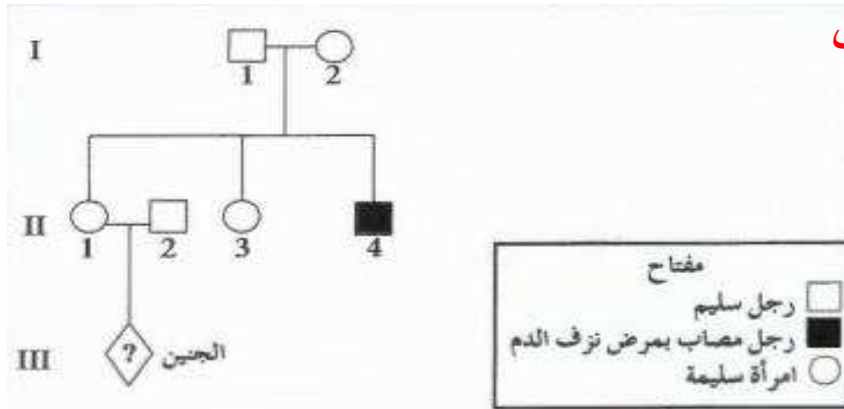 I
1 2
II
1 2 3 4
III
? الجنين
مفتاح
رجل سليم
رجل مصاب بمرض نزف الدم
امرأة سليمة